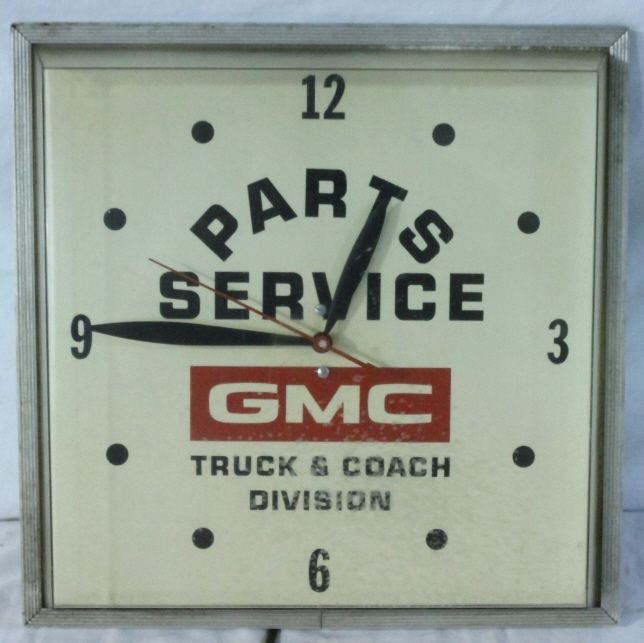 12
PARTS
SERVICE
9 3
GMC
TRUCK & COACH
DIVISION
6